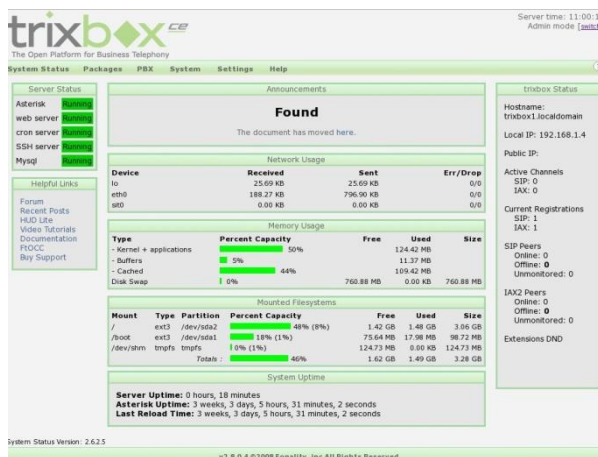 trixbox ce
The Open Platform for Business Telephony
Server time: 11:00:1
Admin mode [switch
System Status Packages PBX System Settings Help
Server Status
Asterisk Running
web server Running
cron server Running
SSH server Running
Mysql Running
Helpful Links
Forum
Recent Posts
HUD Lite
Video Tutorials
Documentation
FtOCC
Buy Support
Announcements
Found
The document has moved here.
Network Usage
Device Received Sent Err/Drop
lo 25.69 KB 25.69 KB 0/0
eth0 188.27 KB 796.90 KB 0/0
sit0 0.00 KB 0.00 KB 0/0
Memory Usage
Type Percent Capacity Free Used Size
- Kernel + applications 50% 124.42 MB
- Buffers 5% 11.37 MB
- Cached 44% 109.42 MB
Disk Swap 0% 760.88 MB 0.00 KB 760.88 MB
Mounted Filesystems
Mount Type Partition Percent Capacity Free Used Size
/ ext3 /dev/sda2 48% (8%) 1.42 GB 1.48 GB 3.06 GB
/boot ext3 /dev/sda1 18% (1%) 75.64 MB 17.98 MB 98.72 MB
/dev/shm tmpfs tmpfs 0% (1%) 124.73 MB 0.00 KB 124.73 MB
Totals : 46% 1.62 GB 1.49 GB 3.28 GB
System Uptime
Server Uptime: 0 hours, 18 minutes
Asterisk Uptime: 3 weeks, 3 days, 5 hours, 31 minutes, 2 seconds
Last Reload Time: 3 weeks, 3 days, 5 hours, 31 minutes, 2 seconds
trixbox Status
Hostname:
trixbox1.localdomain
Local IP: 192.168.1.4
Public IP:
Active Channels
SIP: 0
IAX: 0
Current Registrations
SIP: 1
IAX: 1
SIP Peers
Online: 0
Offline: 0
Unmonitored: 0
IAX2 Peers
Online: 0
Offline: 0
Unmonitored: 0
Extensions DND
System Status Version: 2.6.2.5
v2.8.0.4 ©2008 Fonality, Inc All Rights Reserved